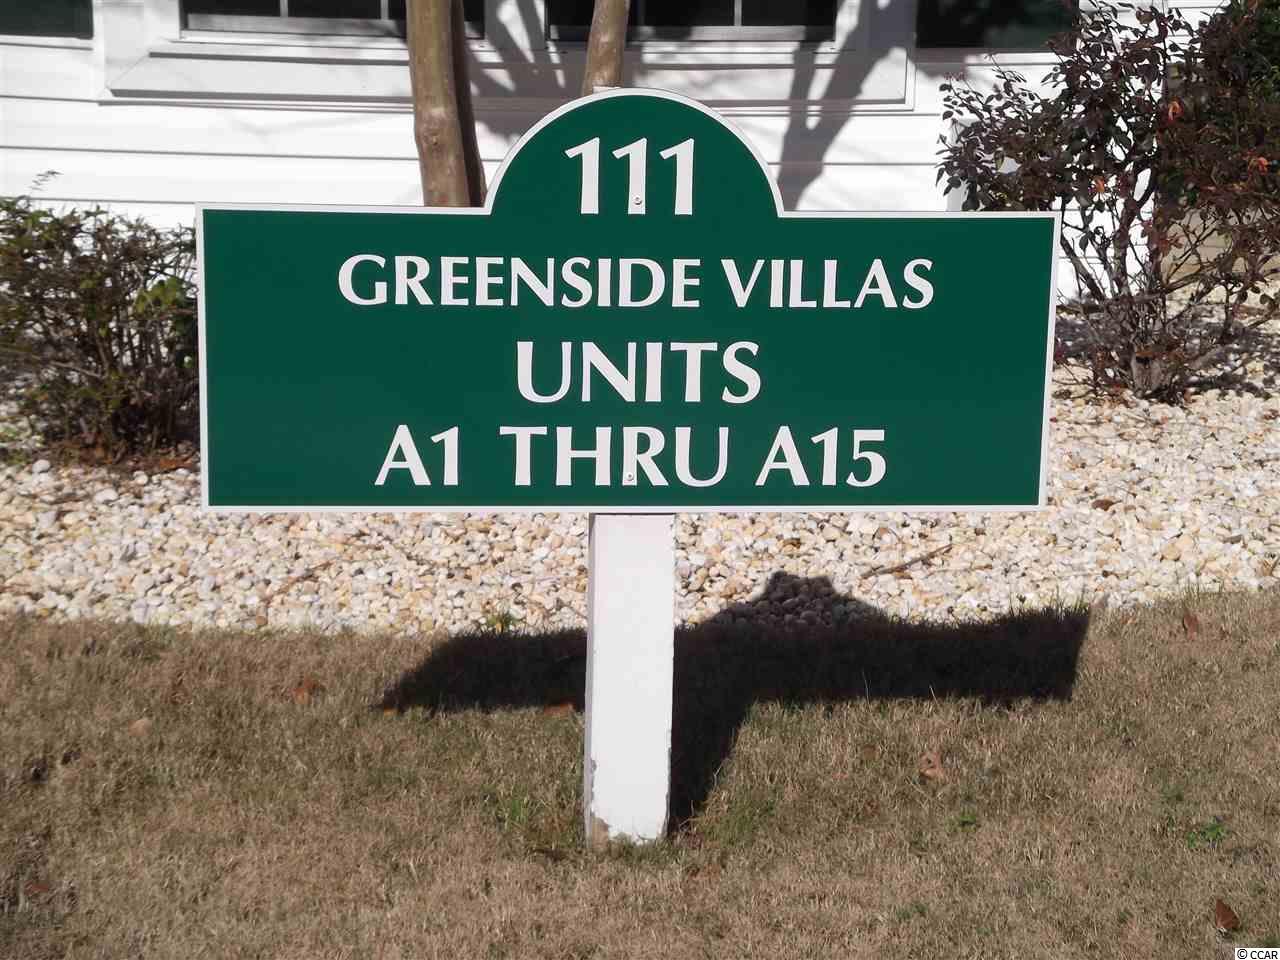 111
GREENSIDE VILLAS
UNITS
A1 THRU A15
© CCAR